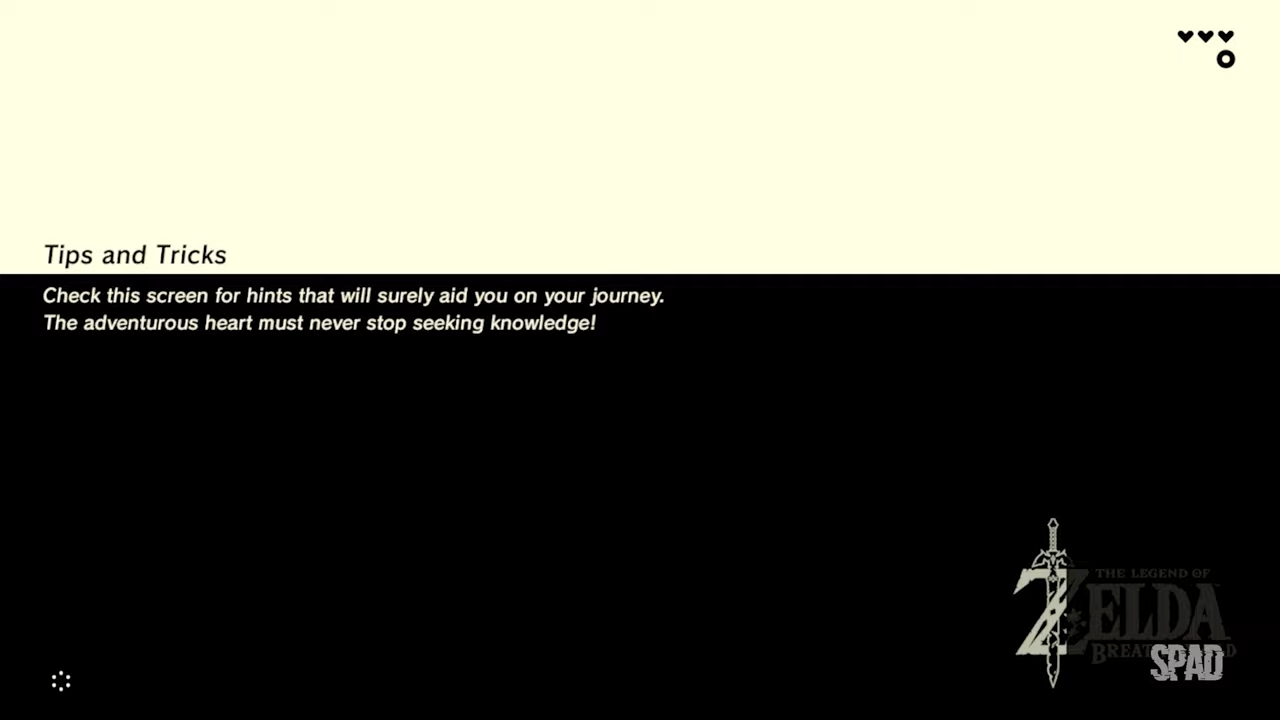 Tips and Tricks
Check this screen for hints that will surely aid you on your journey.
The adventurous heart must never stop seeking knowledge!
THE LEGEND OF
ZELDA
SPAD